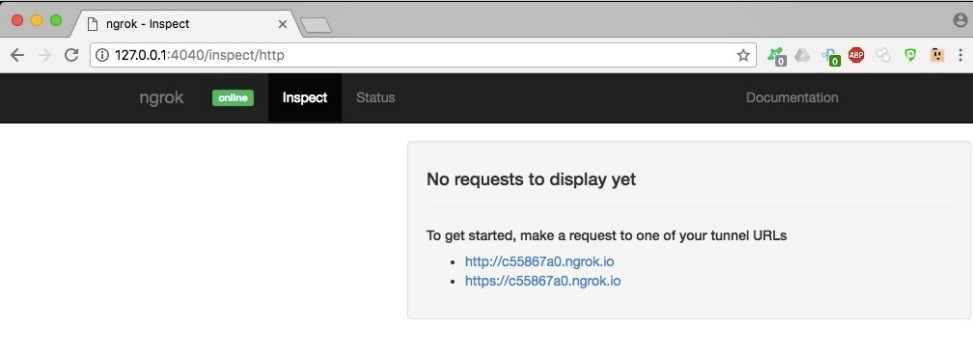 ngrok - Inspect
127.0.0.1:4040/inspect/http
0 0 ABP
ngrok online Inspect Status Documentation
No requests to display yet
To get started, make a request to one of your tunnel URLs
• http://c55867a0.ngrok.io
• https://c55867a0.ngrok.io